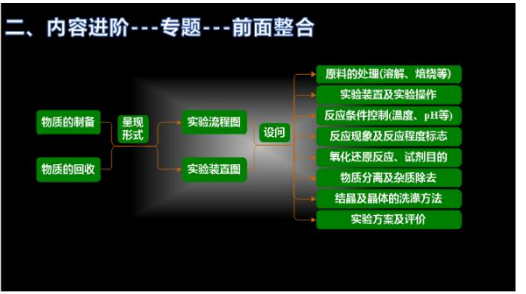 二、内容进阶---专题---前面整合
物质的制备
物质的回收
呈现
形式
实验流程图
实验装置图
设问
原料的处理(溶解、焙烧等)
实验装置及实验操作
反应条件控制(温度、pH等)
反应现象及反应程度标志
氧化还原反应、试剂目的
物质分离及杂质除去
结晶及晶体的洗涤方法
实验方案及评价